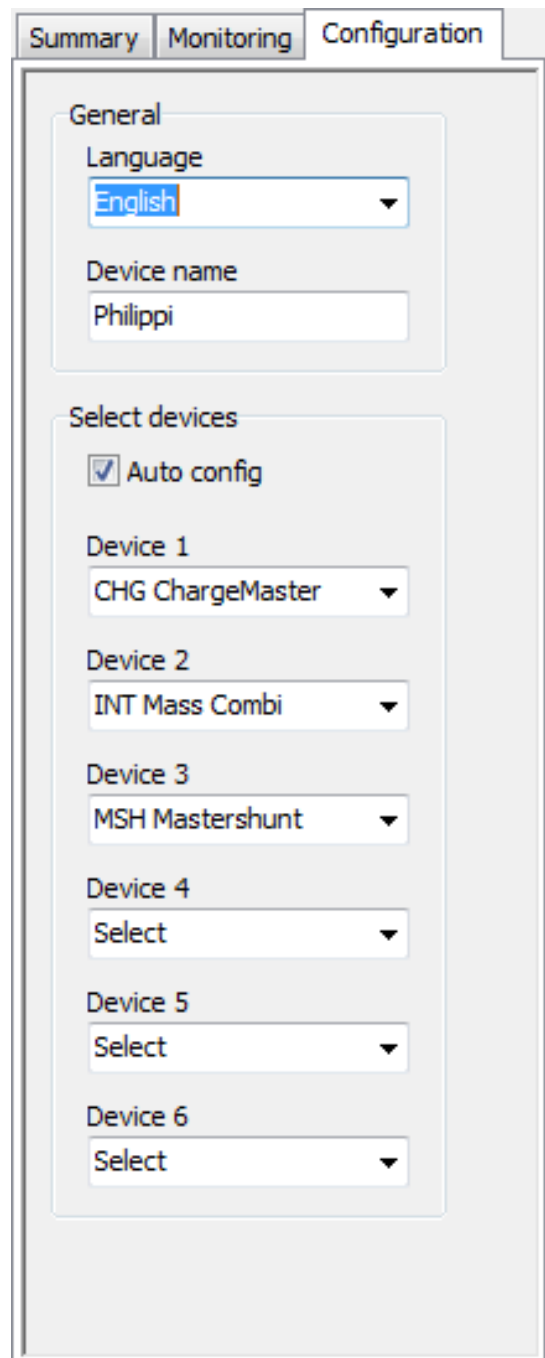 Summary Monitoring Configuration
General
Language
English
Device name
Philippi
Select devices
Auto config
Device 1
CHG ChargeMaster
Device 2
INT Mass Combi
Device 3
MSH Mastershunt
Device 4
Select
Device 5
Select
Device 6
Select